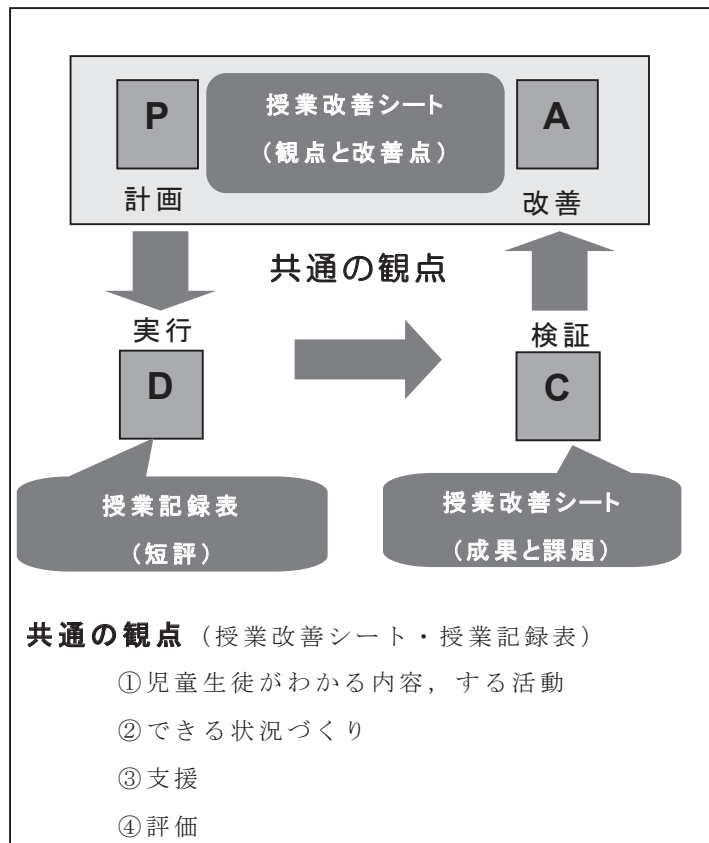 P
授業改善シート
（観点と改善点）
A
計画
改善
共通の観点
実行
検証
D
C
授業記録表
（短評）
授業改善シート
（成果と課題）
共通の観点（授業改善シート・授業記録表）
①児童生徒がわかる内容，する活動
②できる状況づくり
③支援
④評価